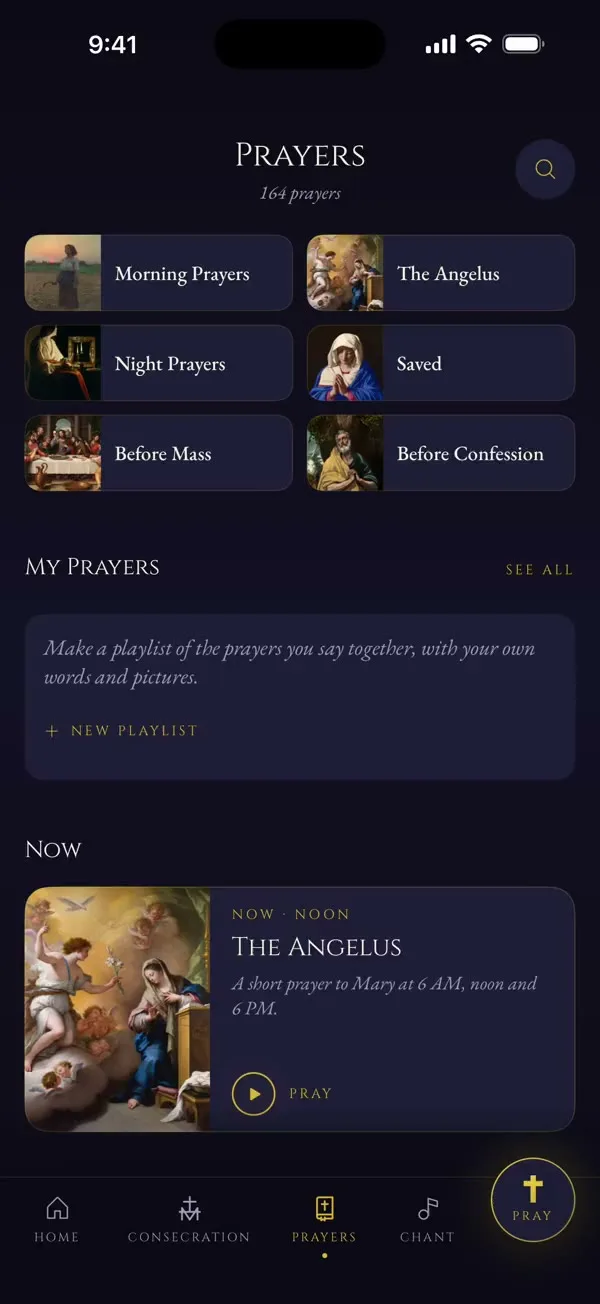 9:41
Prayers
164 prayers
Morning Prayers
The Angelus
Night Prayers
Saved
Before Mass
Before Confession
My Prayers
SEE ALL
Make a playlist of the prayers you say together, with your own
words and pictures.
+ NEW PLAYLIST
Now
NOW · NOON
The Angelus
A short prayer to Mary at 6 AM, noon and
6 PM.
PRAY
PRAY
HOME
CONSECRATION
PRAYERS
CHANT